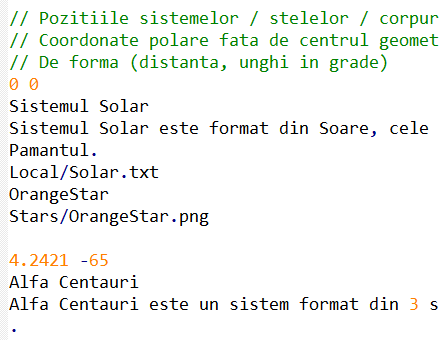 // Pozitiile sistemelor / stelelor / corpur
// Coordonate polare fata de centrul geomet
// De forma (distanta, unghi in grade)
0 0
Sistemul Solar
Sistemul Solar este format din Soare, cele
Pamantul.
Local/Solar.txt
OrangeStar
Stars/OrangeStar.png
4.2421 -65
Alfa Centauri
Alfa Centauri este un sistem format din 3 s
.